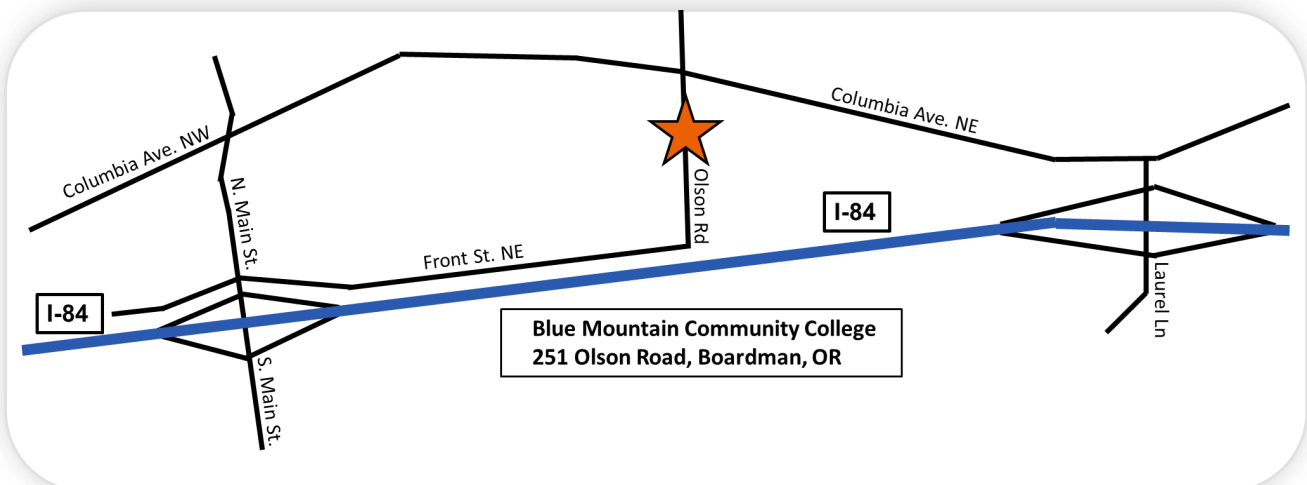 Columbia Ave. NW
Columbia Ave. NE
N. Main St.
Olson Rd
I-84
Front St. NE
I-84
Laurel Ln
Blue Mountain Community College
251 Olson Road, Boardman, OR
S. Main St.